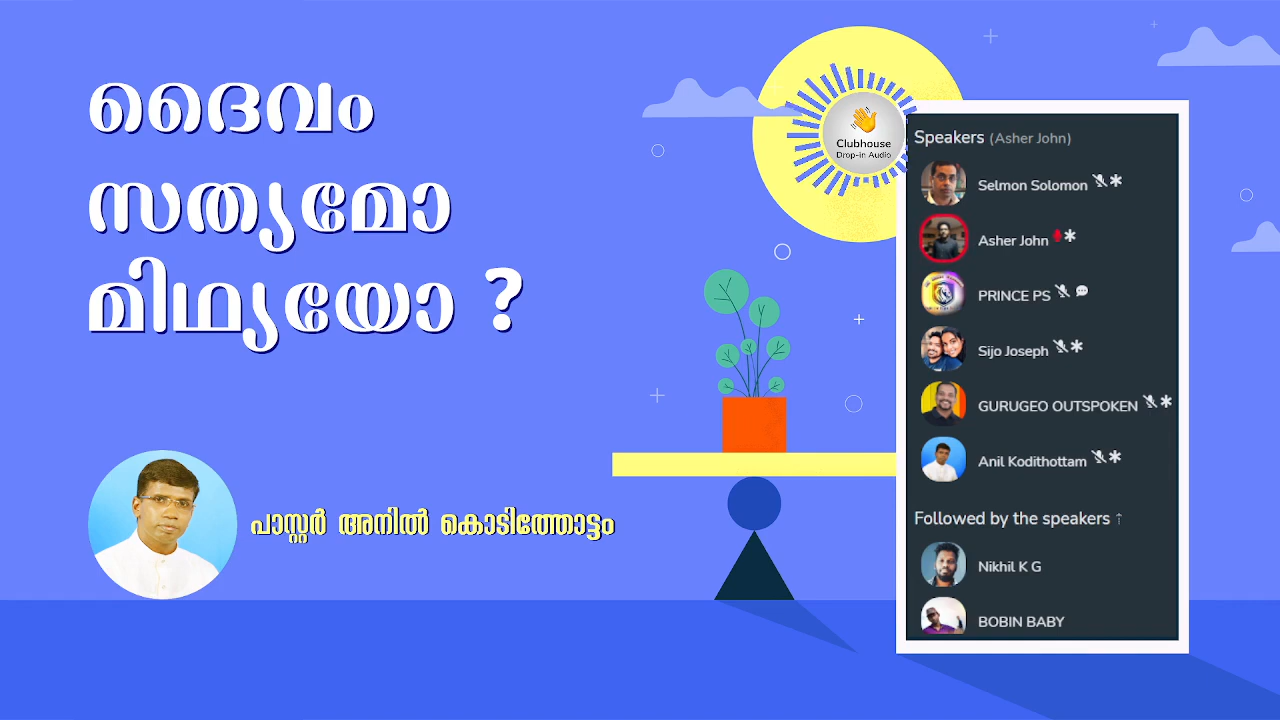 ദൈവം
സത്യമോ
മിഥ്യയോ ?
പാസ്റ്റർ അനിൽ കൊടിത്തോട്ടം
Clubhouse
Drop-in Audio
Speakers (Asher John)
Selmon Solomon
Asher John
PRINCE PS
Sijo Joseph
GURUGEO OUTSPOKEN
Anil Kodithottam
Followed by the speakers ↑
Nikhil K G
BOBIN BABY